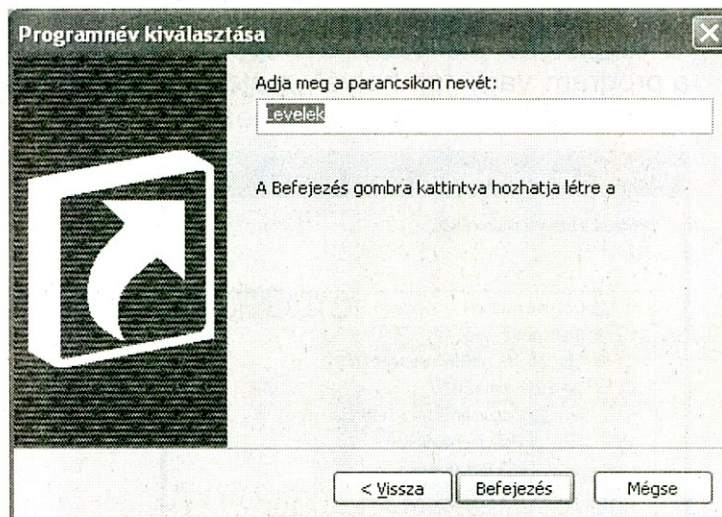 Programnév kiválasztása
Adja meg a parancsikon nevét:
Levelek
A Befejezés gombra kattintva hozhatja létre a
< Vissza Befejezés Mégse